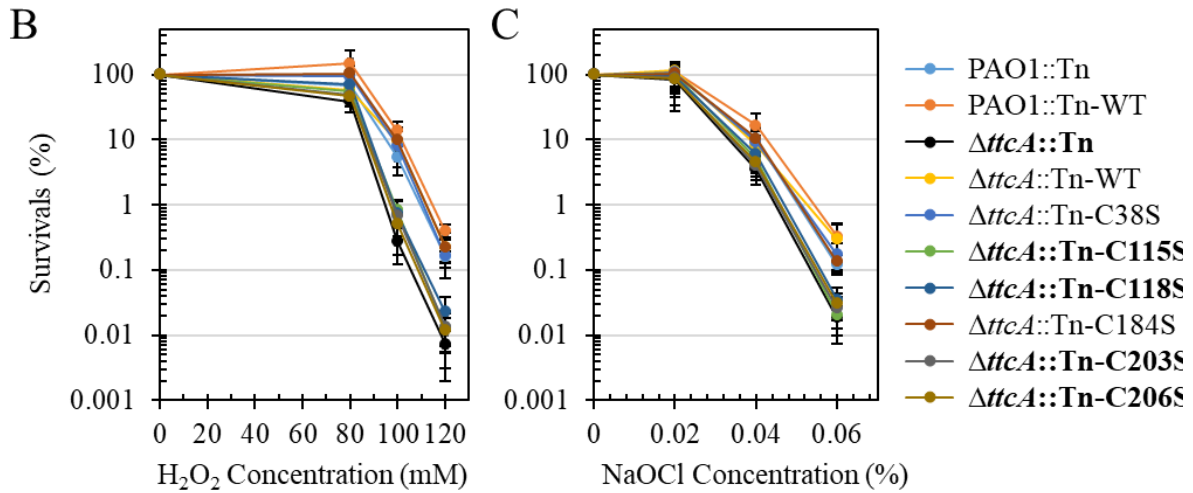 B
C
Survivals (%)
100
10
1
0.1
0.01
0.001
0 20 40 60 80 100 120
H₂O₂ Concentration (mM)
100
10
1
0.1
0.01
0.001
0 0.02 0.04 0.06
NaOCl Concentration (%)
PAO1::Tn
PAO1::Tn-WT
ΔttcA::Tn
ΔttcA::Tn-WT
ΔttcA::Tn-C38S
ΔttcA::Tn-C115S
ΔttcA::Tn-C118S
ΔttcA::Tn-C184S
ΔttcA::Tn-C203S
ΔttcA::Tn-C206S